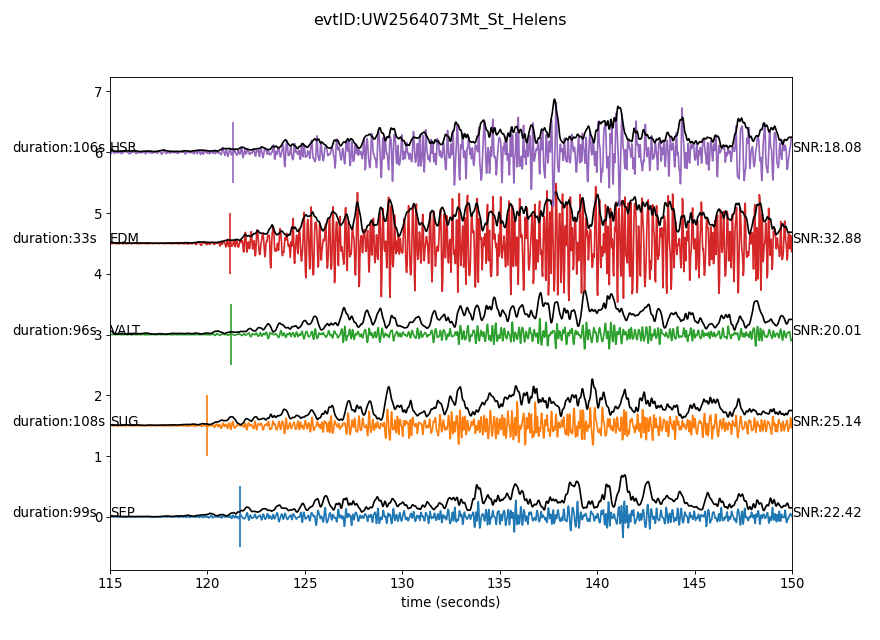 evtID:UW2564073Mt_St_Helens
7
duration:106s HSR SNR:18.08
6
5
duration:33s EDM SNR:32.88
4
duration:96s VALT SNR:20.01
3
2
duration:108s SUG SNR:25.14
1
duration:99s SEP SNR:22.42
0
115 120 125 130 135 140 145 150
time (seconds)